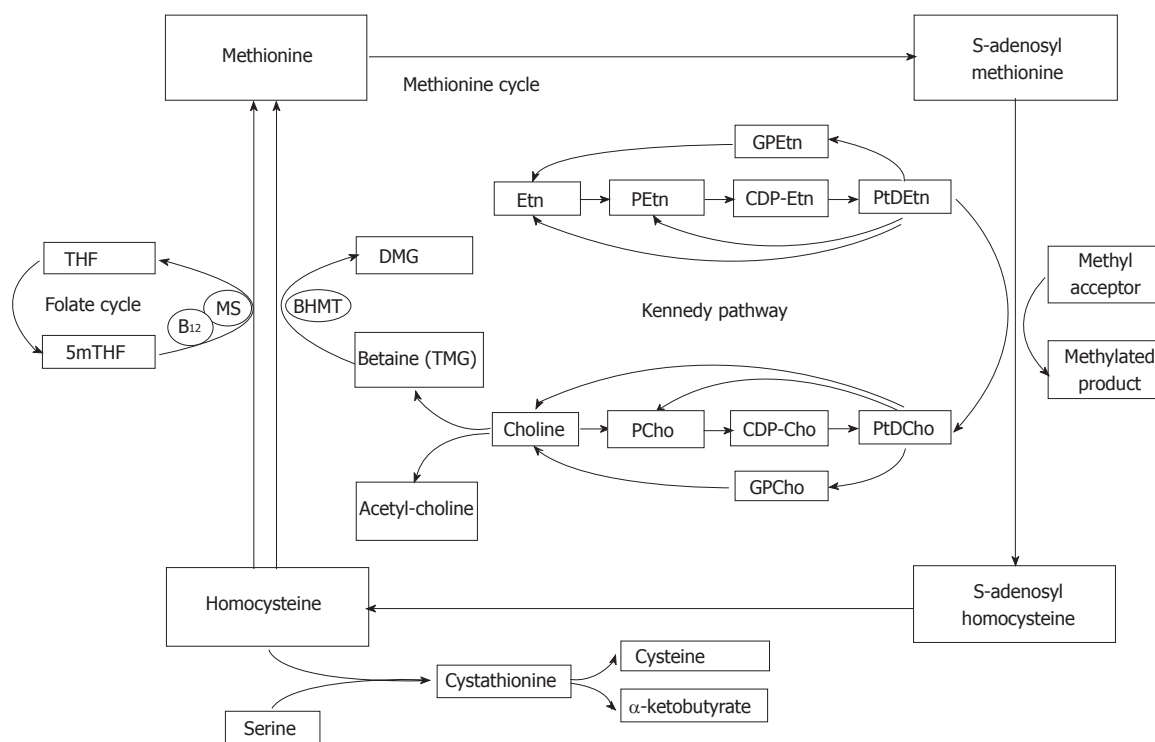 Methionine
S-adenosyl
methionine
Methionine cycle
GPEtn
Etn
PEtn
CDP-Etn
PtDEtn
THF
DMG
Methyl
acceptor
Folate cycle
MS
BHMT
Kennedy pathway
B12
5mTHF
Betaine (TMG)
Methylated
product
Choline
PCho
CDP-Cho
PtDCho
GPCho
Acetyl-choline
Homocysteine
S-adenosyl
homocysteine
Cysteine
Cystathionine
α-ketobutyrate
Serine